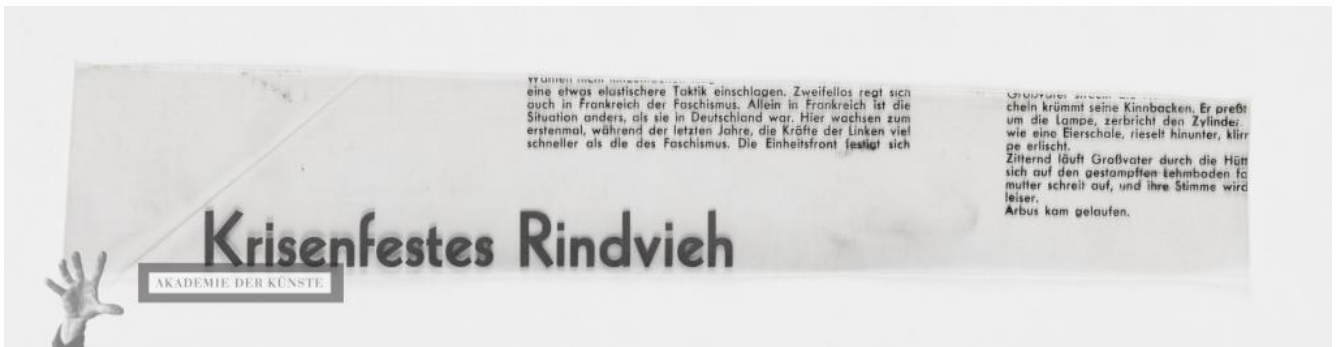 eine etwas elastischere Taktik einschlagen. Zweifellos regt sich
auch in Frankreich der Faschismus. Allein in Frankreich ist die
Situation anders, als sie in Deutschland war. Hier wachsen zum
erstenmal, während der letzten Jahre, die Kräfte der Linken viel
schneller als die des Faschismus. Die Einheitsfront festigt sich
cheln krümmt seine Kinnbacken. Er preßt
um die Lampe, zerbricht den Zylinder.
wie eine Eierschale, rieselt hinunter, klirr
pe erlischt.
Zitternd läuft Großvater durch die Hütt
sich auf den gestampften Lehmboden fa
mutter schreit auf, und ihre Stimme wird
leiser.
Arbus kam gelaufen.
Krisenfestes Rindvieh
AKADEMIE DER KÜNSTE